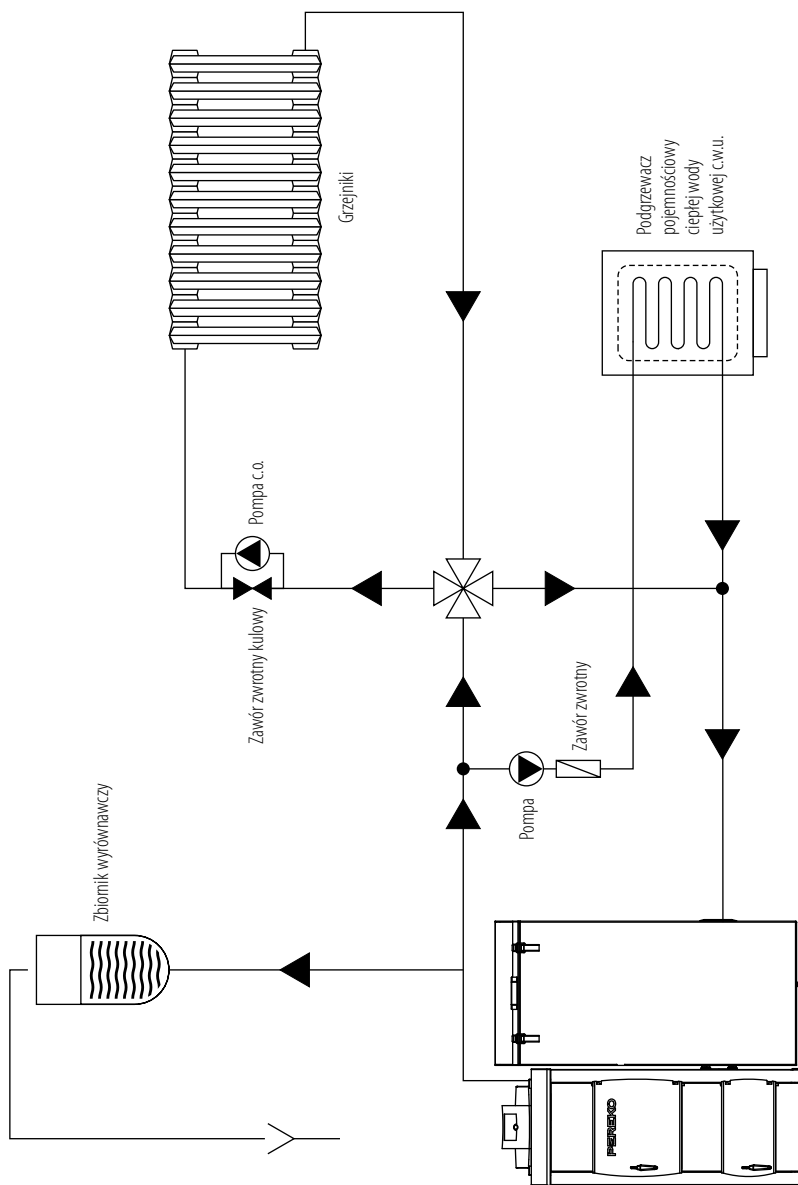 Zbiornik wyrównawczy
Zawór zwrotny kulowy
Pompa c.o.
Grzejniki
Pompa
Zawór zwrotny
Podgrzewacz
pojemnościowy
ciepłej wody
użytkowej c.w.u.
PEREKO